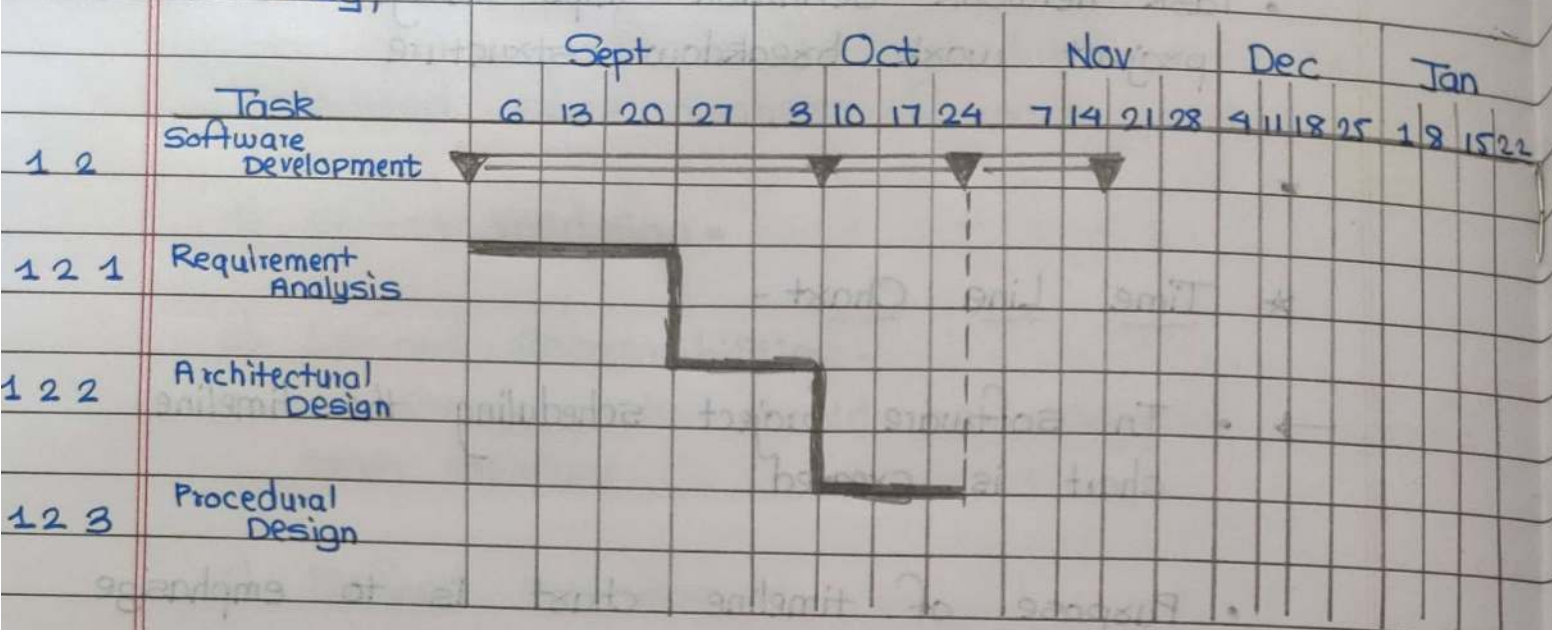 Sept Oct Nov Dec Jan
Task 6 13 20 27 3 10 17 24 7 14 21 28 4 11 18 25 1 8 15 22
Software
1 2 Development
Requirement
1 2 1 Analysis
Architectural
1 2 2 Design
Procedural
1 2 3 Design